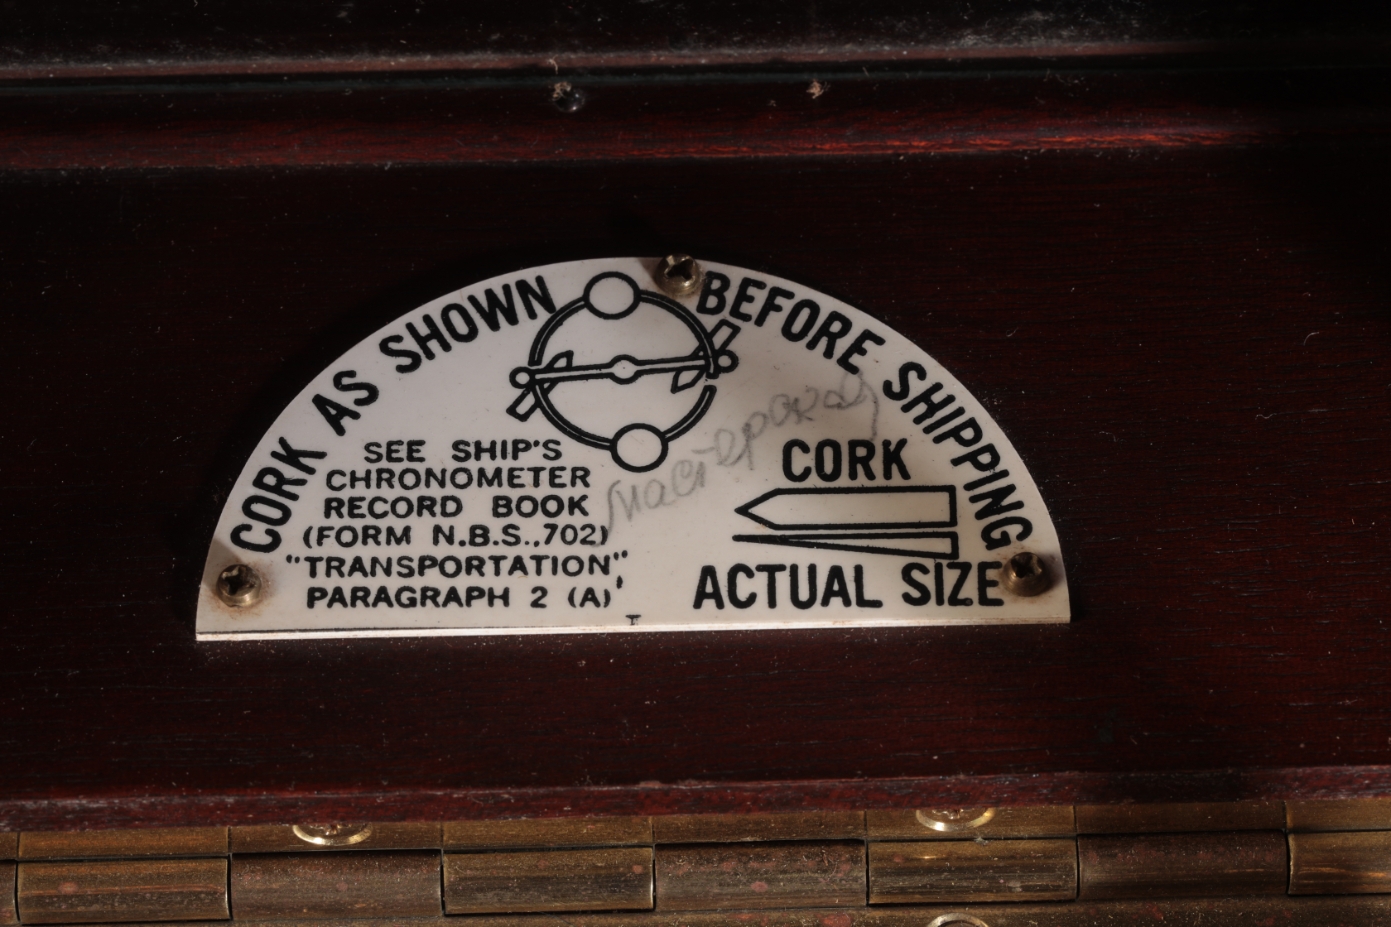 CORK AS SHOWN BEFORE SHIPPING
SEE SHIP'S
CHRONOMETER
RECORD BOOK
(FORM N.B.S.,702)
"TRANSPORTATION"
PARAGRAPH 2 (A)'
CORK
ACTUAL SIZE